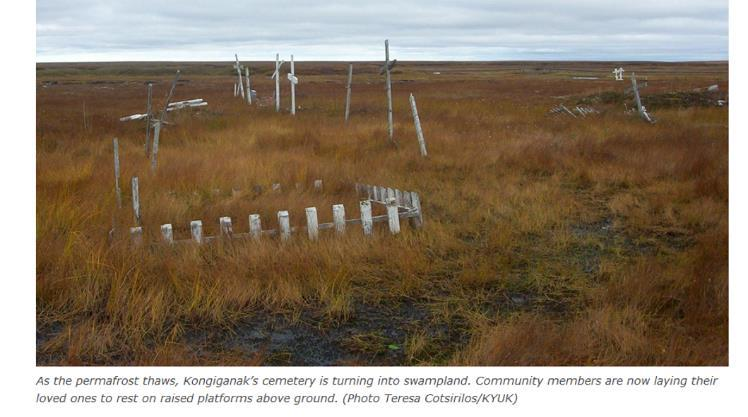 As the permafrost thaws, Kongiganak's cemetery is turning into swampland. Community members are now laying their
loved ones to rest on raised platforms above ground. (Photo Teresa Cotsirilos/KYUK)